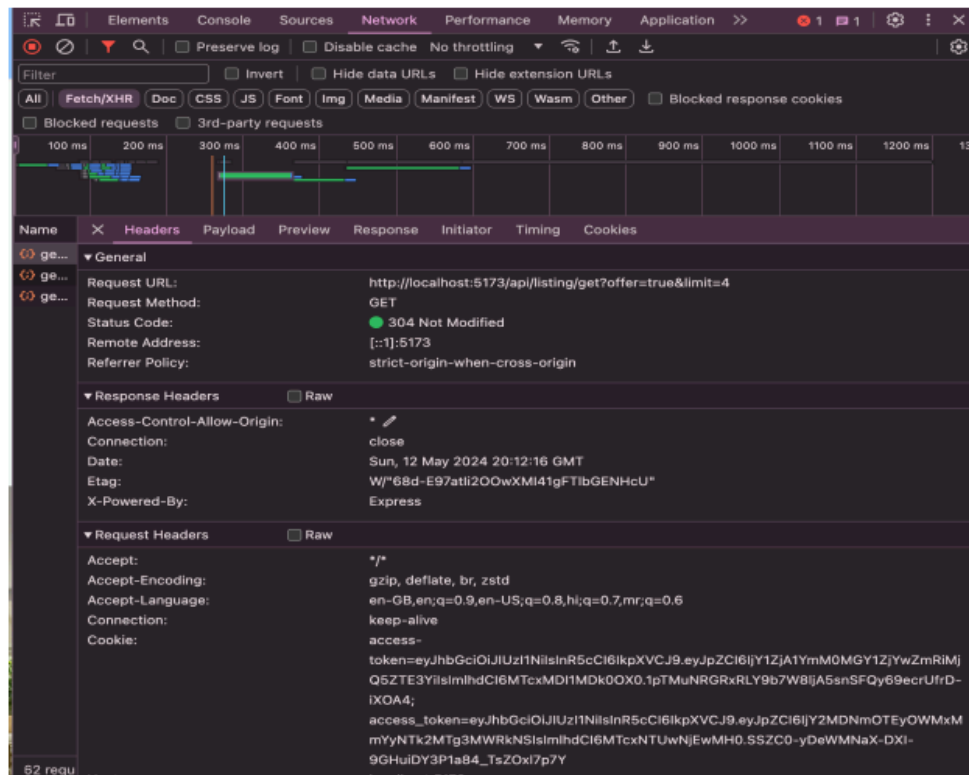 Elements Console Sources Network Performance Memory Application >> 1 1
Preserve log Disable cache No throttling
Filter Invert Hide data URLs Hide extension URLs
All Fetch/XHR Doc CSS JS Font Img Media Manifest WS Wasm Other Blocked response cookies
Blocked requests 3rd-party requests
100 ms 200 ms 300 ms 400 ms 500 ms 600 ms 700 ms 800 ms 900 ms 1000 ms 1100 ms 1200 ms 13
Name Headers Payload Preview Response Initiator Timing Cookies
ge... General
ge... Request URL: http://localhost:5173/api/listing/get?offer=true&limit=4
ge... Request Method: GET
Status Code: 304 Not Modified
Remote Address: [::1]:5173
Referrer Policy: strict-origin-when-cross-origin
Response Headers Raw
Access-Control-Allow-Origin: *
Connection: close
Date: Sun, 12 May 2024 20:12:16 GMT
Etag: W/"68d-E97atIi2OOwXMI41gFTlbGENHcU"
X-Powered-By: Express
Request Headers Raw
Accept: */*
Accept-Encoding: gzip, deflate, br, zstd
Accept-Language: en-GB,en;q=0.9,en-US;q=0.8,hi;q=0.7,mr;q=0.6
Connection: keep-alive
Cookie: access-
token=eyJhbGciOiJIUzI1NiIsInR5cCI6IkpXVCJ9.eyJpZCI6IjY1ZjA1YmM0MGY1ZjYwZmRiMj
Q5ZTE3YiIsImlhdCI6MTcxMDI1MDk0OX0.1pTMuNRGRxRLY9b7W8ljA5snSFQy69ecrUfrD-
iXOA4;
access_token=eyJhbGciOiJIUzI1NiIsInR5cCI6IkpXVCJ9.eyJpZCI6IjY2MDNmOTEyOWMxM
mYyNTk2MTg3MWRkNSIsImlhdCI6MTcxNTUwNjEwMH0.SSZC0-yDeWMNaX-DXI-
9GHuiDY3P1a84_TsZOxl7p7Y
62 requ